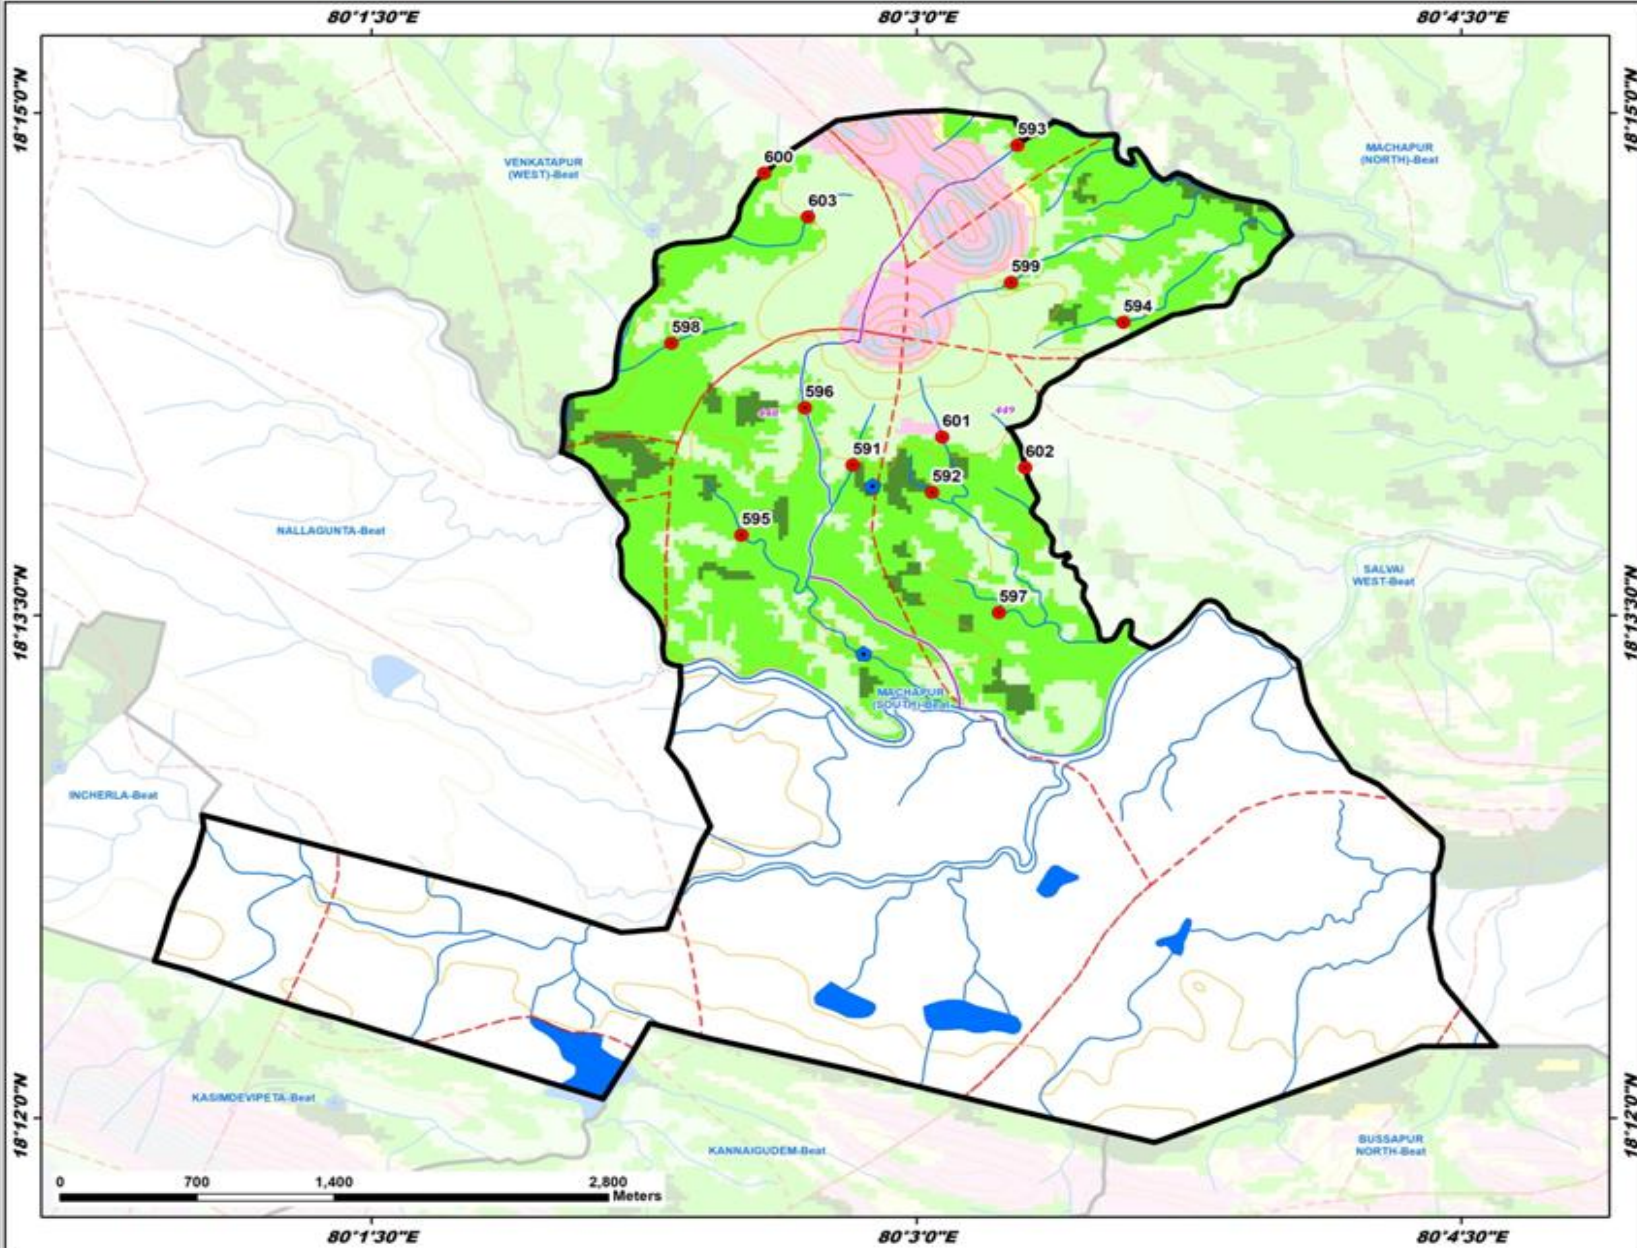 80°1'30"E
80°3'0"E
80°4'30"E
18°15'0"N
18°15'0"N
593
600
VENKATAPUR
(WEST)-Beat
MACHAPUR
(NORTH)-Beat
603
599
594
598
596
448
449
601
591
602
592
595
NALLAGUNTA-Beat
SALVAI
WEST-Beat
597
18°13'30"N
18°13'30"N
MACHAPUR
(SOUTH)-Beat
INCHERLA-Beat
KASIMDEVIPETA-Beat
18°12'0"N
18°12'0"N
KANNAIGUDEM-Beat
BUSSAPUR
NORTH-Beat
0 700 1,400 2,800
Meters
80°1'30"E
80°3'0"E
80°4'30"E